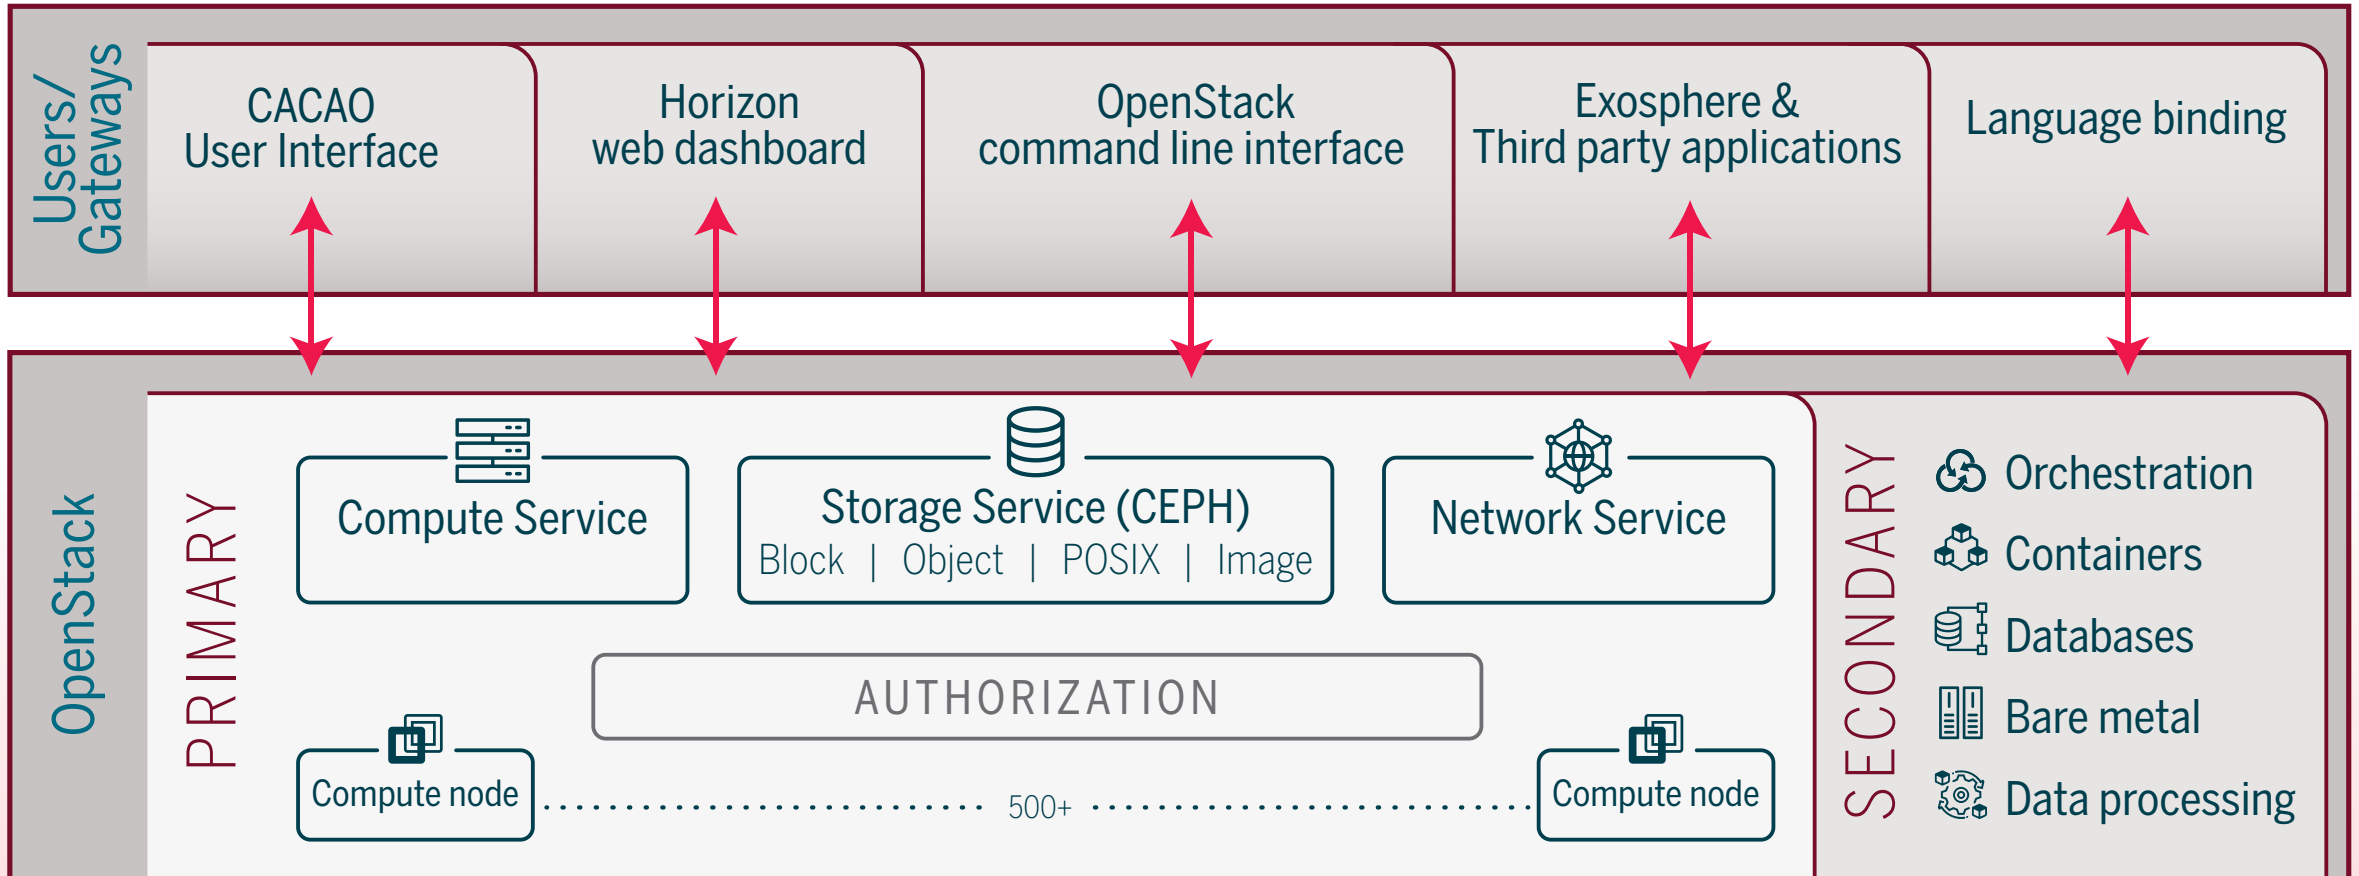 Users/
Gateways
CACAO
User Interface
Horizon
web dashboard
OpenStack
command line interface
Exosphere &
Third party applications
Language binding
OpenStack
PRIMARY
Compute Service
Storage Service (CEPH)
Block | Object | POSIX | Image
Network Service
AUTHORIZATION
Compute node
500+
Compute node
SECONDARY
Orchestration
Containers
Databases
Bare metal
Data processing